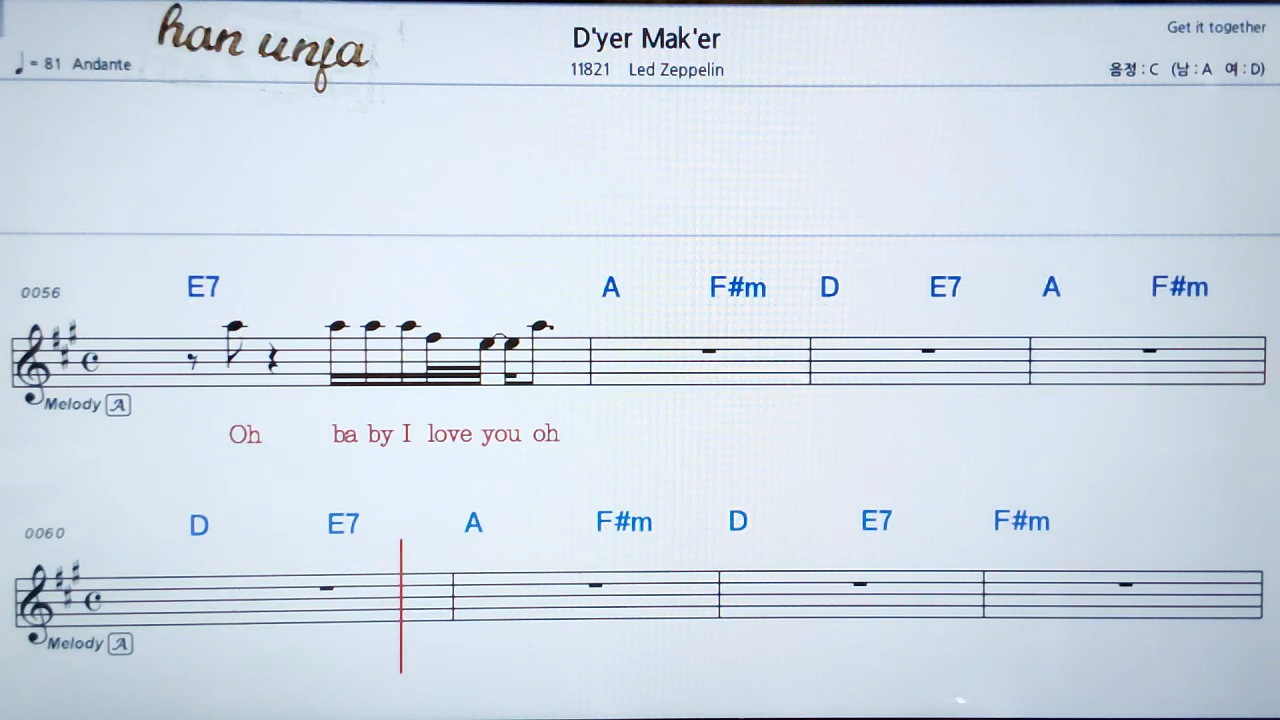 han unfa
D'yer Mak'er
Get it together
♩= 81 Andante
11821 Led Zeppelin
음정 : C (남 : A 여 : D)
E7 A F#m D E7 A F#m
0056
Melody A
Oh ba by I love you oh
D E7 A F#m D E7 F#m
0060
Melody A